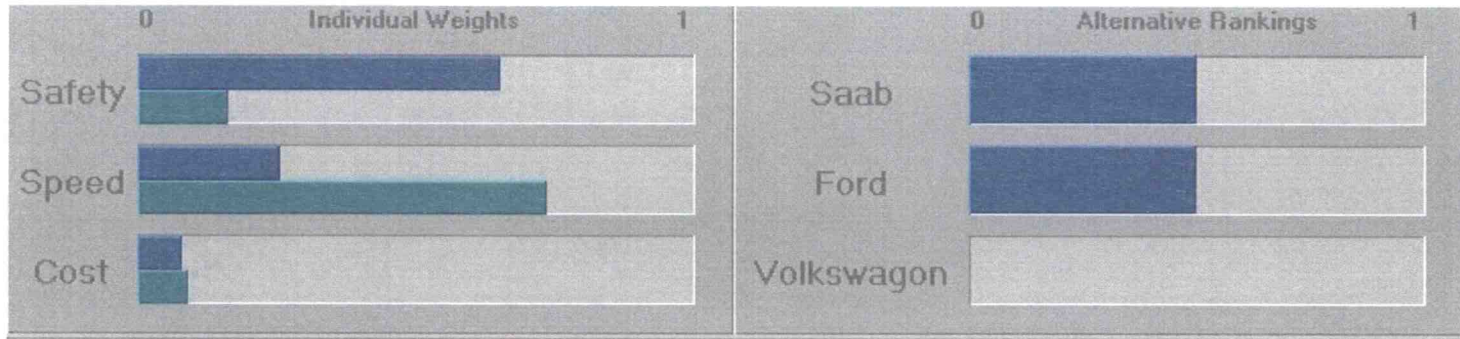 0 Individual Weights 1
Safety
Speed
Cost
0 Alternative Rankings 1
Saab
Ford
Volkswagon